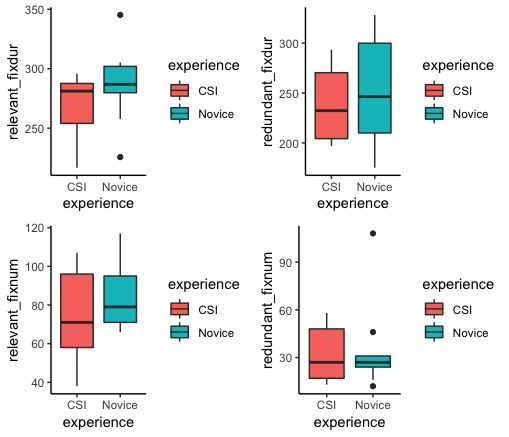 relevant_fixdur
350
300
250
CSI
Novice
experience
experience
CSI
Novice
redundant_fixdur
300
250
200
CSI
Novice
experience
experience
CSI
Novice
relevant_fixnum
120
100
80
60
40
CSI
Novice
experience
experience
CSI
Novice
redundant_fixnum
90
60
30
CSI
Novice
experience
experience
CSI
Novice